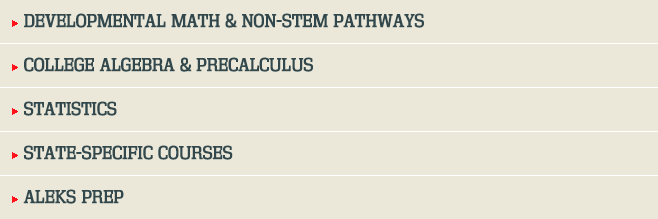 DEVELOPMENTAL MATH & NON-STEM PATHWAYS
COLLEGE ALGEBRA & PRECALCULUS
STATISTICS
STATE-SPECIFIC COURSES
ALEKS PREP